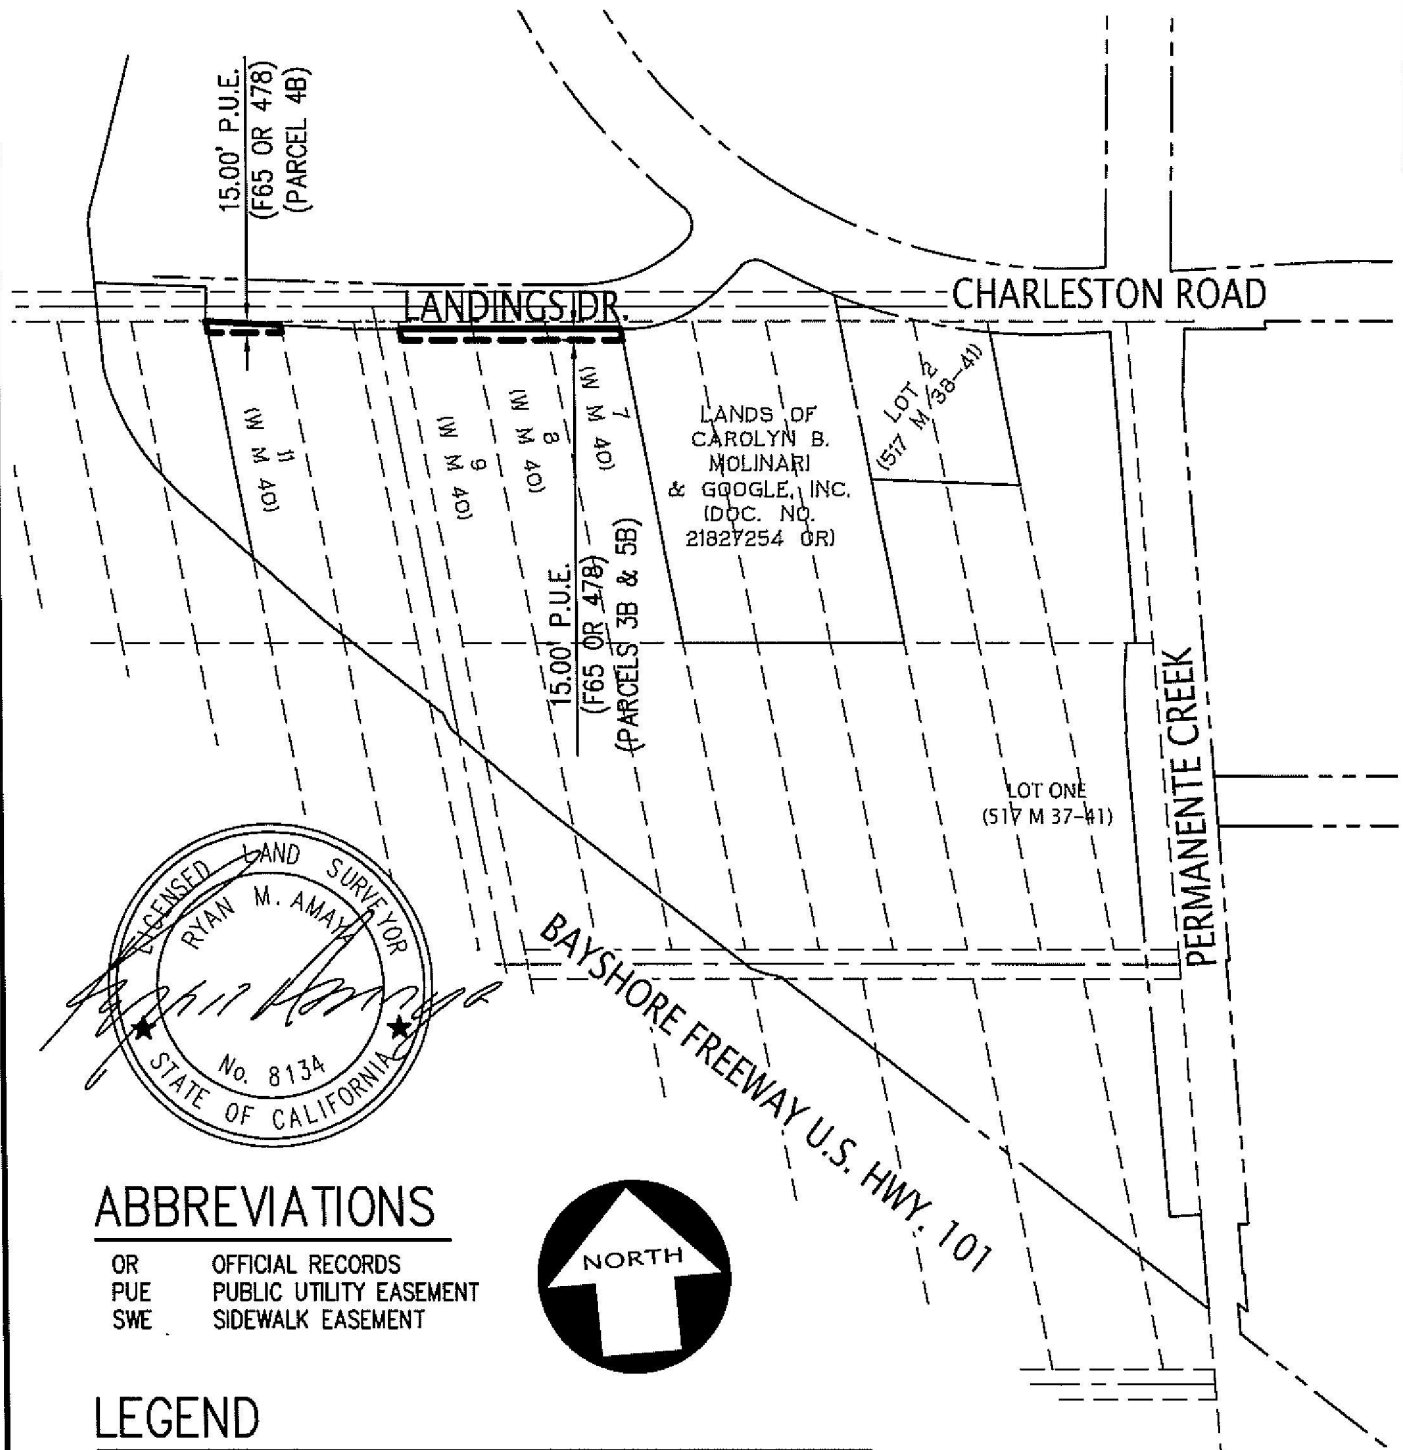 15.00' P.U.E.
(F65 OR 478)
(PARCEL 4B)
LANDINGS DR.
CHARLESTON ROAD
11
(W M 40)
9
(W M 40)
8
(W M 40)
7
(W M 40)
LANDS OF
CAROLYN B.
MOLINARI
& GOOGLE, INC.
(DOC. NO.
21827254 OR)
LOT 2
(517 M 38-41)
15.00' P.U.E.
(F65 OR 478)
(PARCELS 3B & 5B)
LOT ONE
(517 M 37-41)
PERMANENTE CREEK
BAYSHORE FREEWAY U.S. HWY. 101
LICENSED LAND SURVEYOR
RYAN M. AMAYA
No. 8134
STATE OF CALIFORNIA
ABBREVIATIONS
OR OFFICIAL RECORDS
PUE PUBLIC UTILITY EASEMENT
SWE SIDEWALK EASEMENT
NORTH
LEGEND